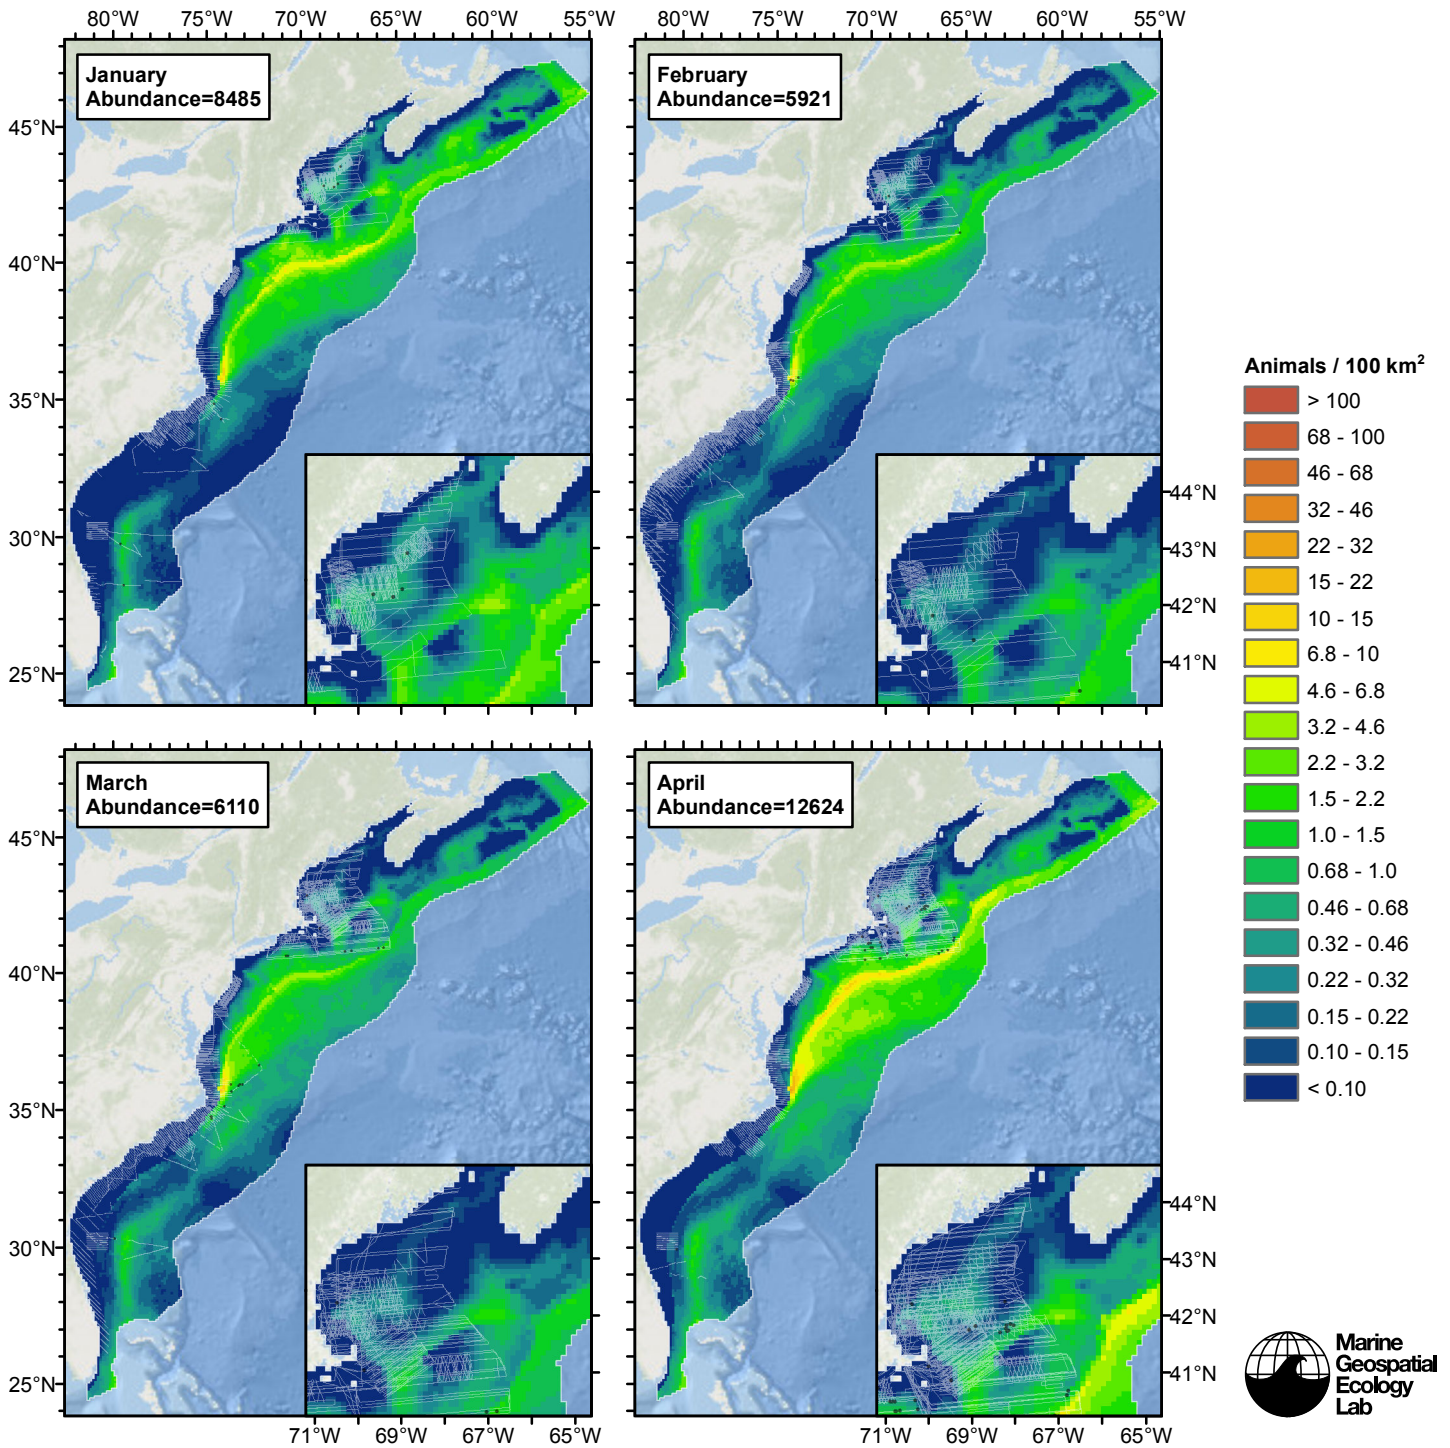 80°W 75°W 70°W 65°W 60°W 55°W 80°W 75°W 70°W 65°W 60°W 55°W
January
Abundance=8485
February
Abundance=5921
45°N
40°N
35°N
30°N
25°N
44°N
43°N
42°N
41°N
March
Abundance=6110
April
Abundance=12624
45°N
40°N
35°N
30°N
25°N
44°N
43°N
42°N
41°N
71°W 69°W 67°W 65°W 71°W 69°W 67°W 65°W
Animals / 100 km²
> 100
68 - 100
46 - 68
32 - 46
22 - 32
15 - 22
10 - 15
6.8 - 10
4.6 - 6.8
3.2 - 4.6
2.2 - 3.2
1.5 - 2.2
1.0 - 1.5
0.68 - 1.0
0.46 - 0.68
0.32 - 0.46
0.22 - 0.32
0.15 - 0.22
0.10 - 0.15
< 0.10
Marine
Geospatial
Ecology
Lab